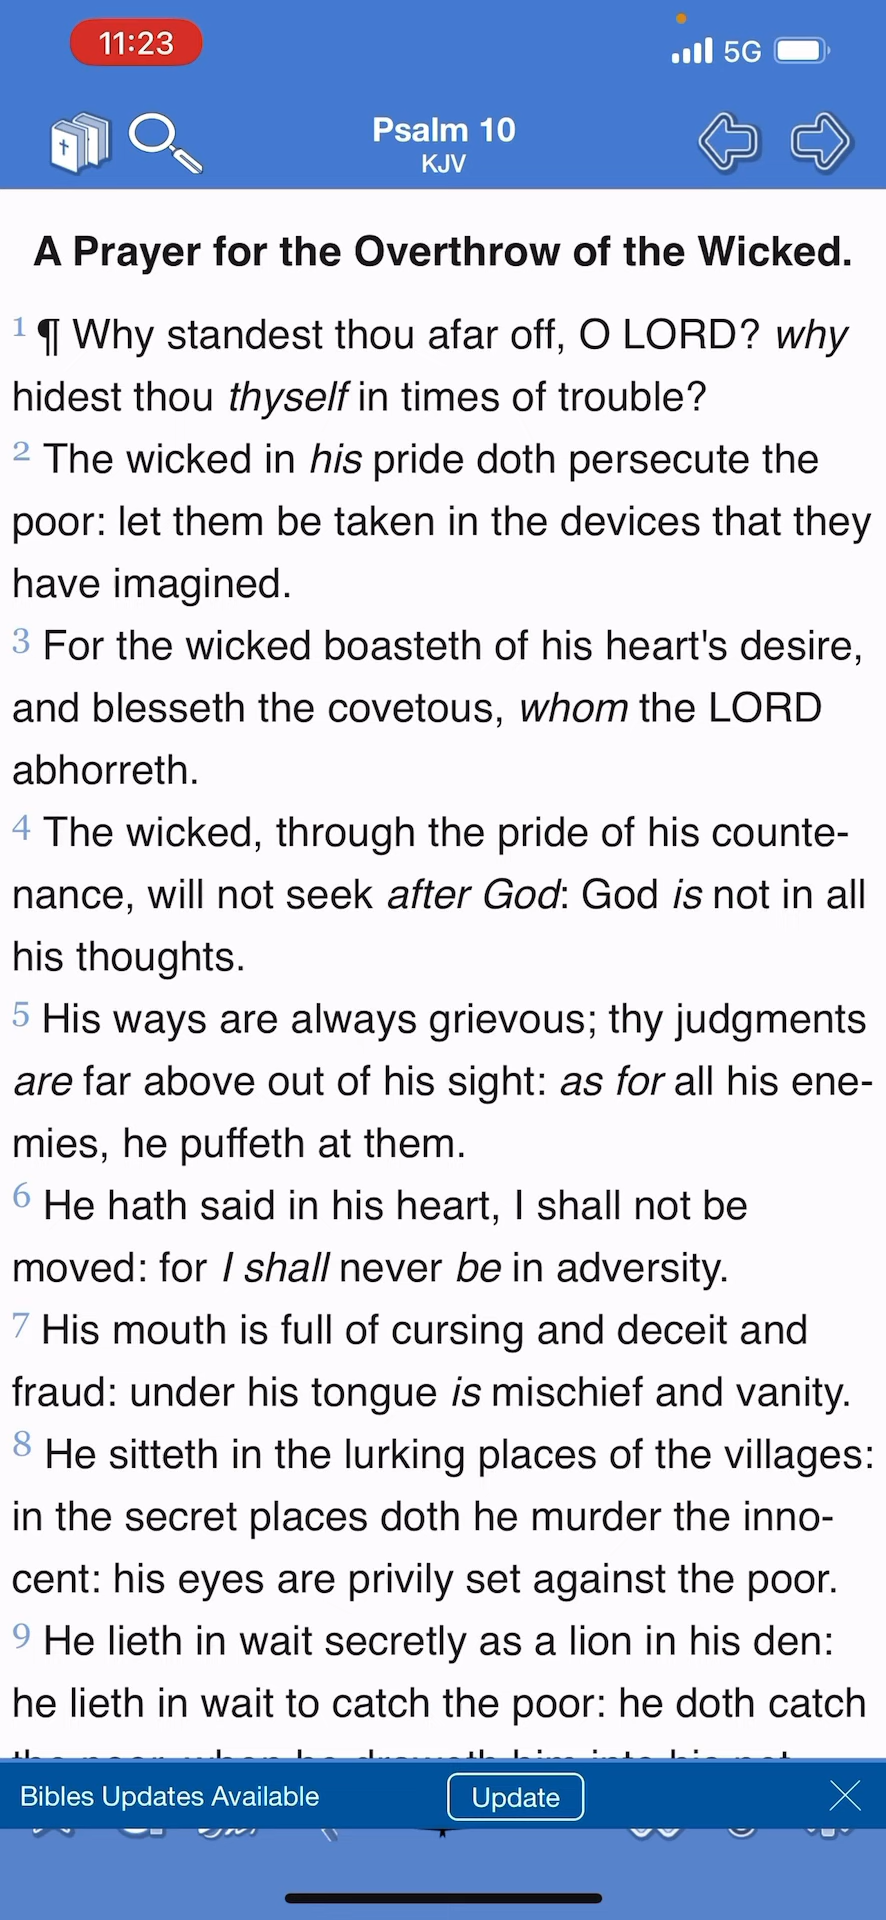 11:23
5G
Psalm 10
KJV
A Prayer for the Overthrow of the Wicked.
1 ¶ Why standest thou afar off, O LORD? why
hidest thou thyself in times of trouble?
2 The wicked in his pride doth persecute the
poor: let them be taken in the devices that they
have imagined.
3 For the wicked boasteth of his heart's desire,
and blesseth the covetous, whom the LORD
abhorreth.
4 The wicked, through the pride of his counte-
nance, will not seek after God: God is not in all
his thoughts.
5 His ways are always grievous; thy judgments
are far above out of his sight: as for all his ene-
mies, he puffeth at them.
6 He hath said in his heart, I shall not be
moved: for I shall never be in adversity.
7 His mouth is full of cursing and deceit and
fraud: under his tongue is mischief and vanity.
8 He sitteth in the lurking places of the villages:
in the secret places doth he murder the inno-
cent: his eyes are privily set against the poor.
9 He lieth in wait secretly as a lion in his den:
he lieth in wait to catch the poor: he doth catch
the poor, when he draweth him into his net.
Bibles Updates Available
Update